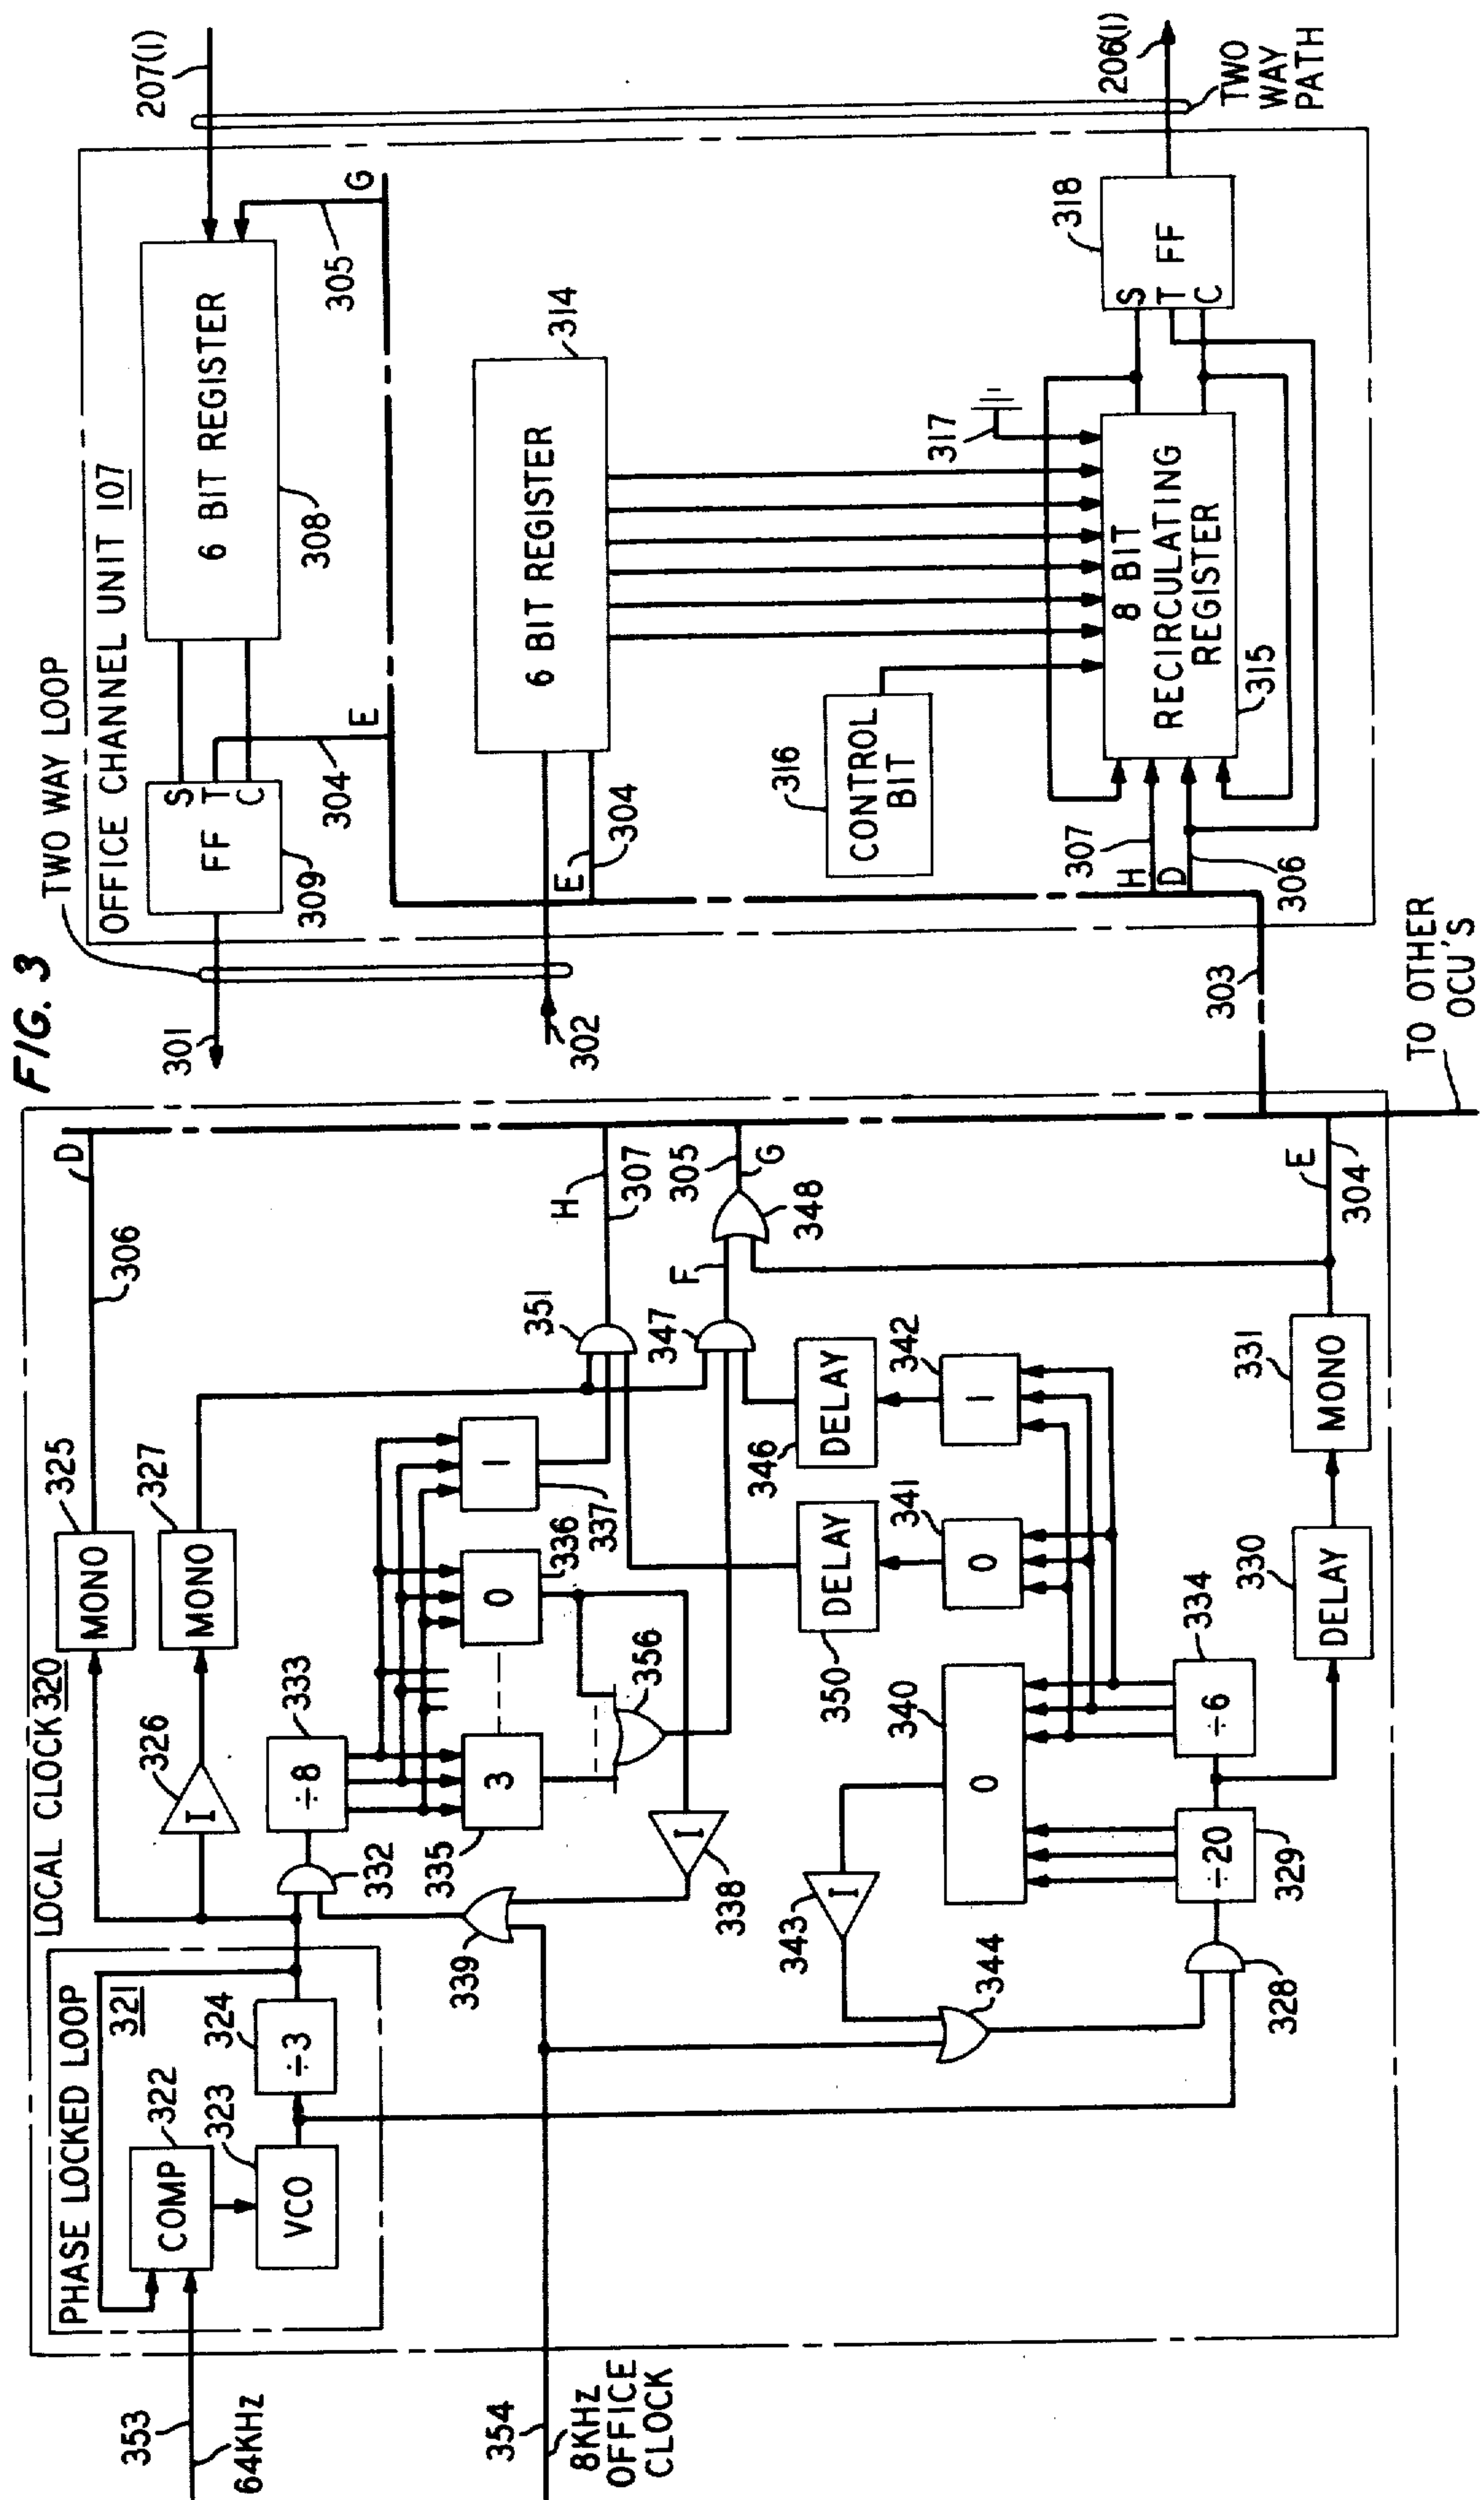 FIG. 3
TWO WAY LOOP
OFFICE CHANNEL UNIT 107
LOCAL CLOCK 320
PHASE LOCKED LOOP
321
353
64KHz
354
8KHz
OFFICE
CLOCK
COMP
322
VCO
323
÷3
324
MONO
325
I
326
MONO
327
D
306
332
÷8
333
3
335
0
336
1
337
I
338
339
356
351
H
307
347
F
348
305
G
343
I
344
340
0
350
DELAY
341
0
346
DELAY
342
1
328
÷20
329
÷6
334
330
DELAY
331
MONO
E
304
TO OTHER
OCU'S
303
301
302
309
FF
S
T
C
304
E
6 BIT REGISTER
308
305
G
207(1)
E
304
6 BIT REGISTER
314
316
CONTROL
BIT
317
307
H
D
306
8 BIT
RECIRCULATING
REGISTER
315
S
T
C
FF
318
206(1)
TWO
WAY
PATH